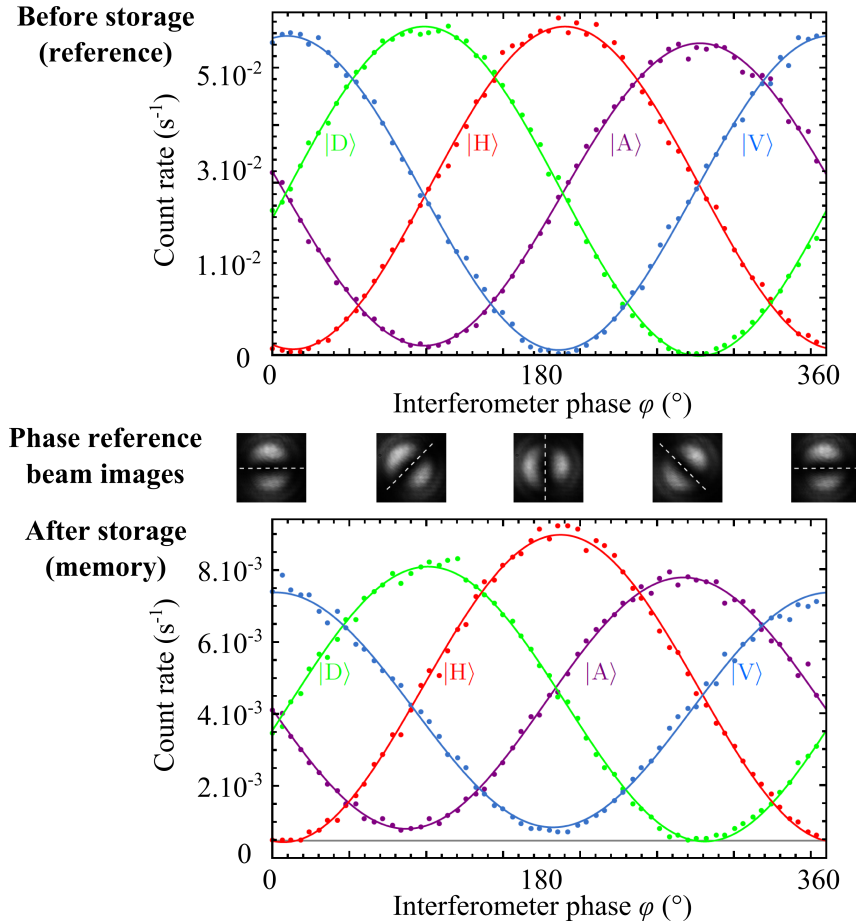 Before storage
(reference)
Count rate (s⁻¹)
5.10⁻²
3.10⁻²
1.10⁻²
0
|D⟩
|H⟩
|A⟩
|V⟩
0
180
360
Interferometer phase φ (°)
Phase reference
beam images
After storage
(memory)
Count rate (s⁻¹)
8.10⁻³
6.10⁻³
4.10⁻³
2.10⁻³
0
|D⟩
|H⟩
|A⟩
|V⟩
0
180
360
Interferometer phase φ (°)